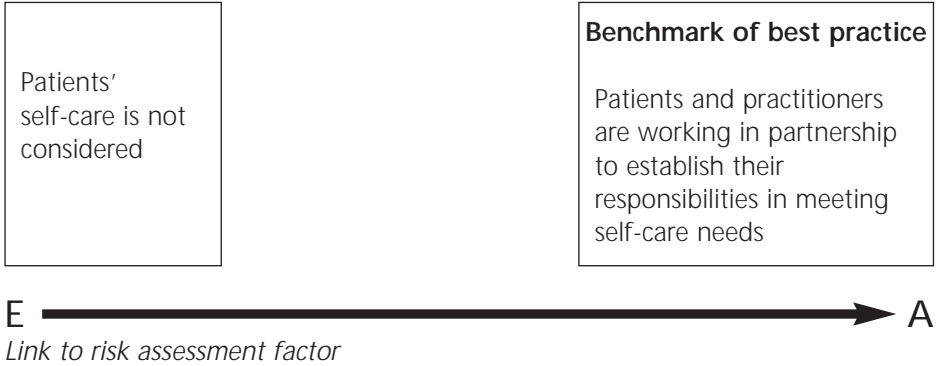 Patients'
self-care is not
considered
Benchmark of best practice
Patients and practitioners
are working in partnership
to establish their
responsibilities in meeting
self-care needs
E A
Link to risk assessment factor